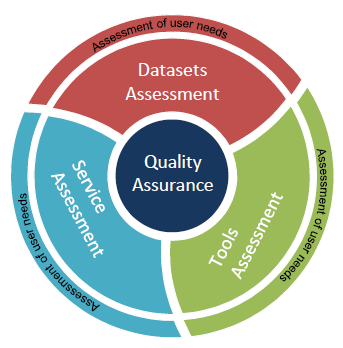 Assessment of user needs
Datasets
Assessment
Quality
Assurance
Service
Assessment
Tools
Assessment
Assessment of user needs
Assessment of user needs